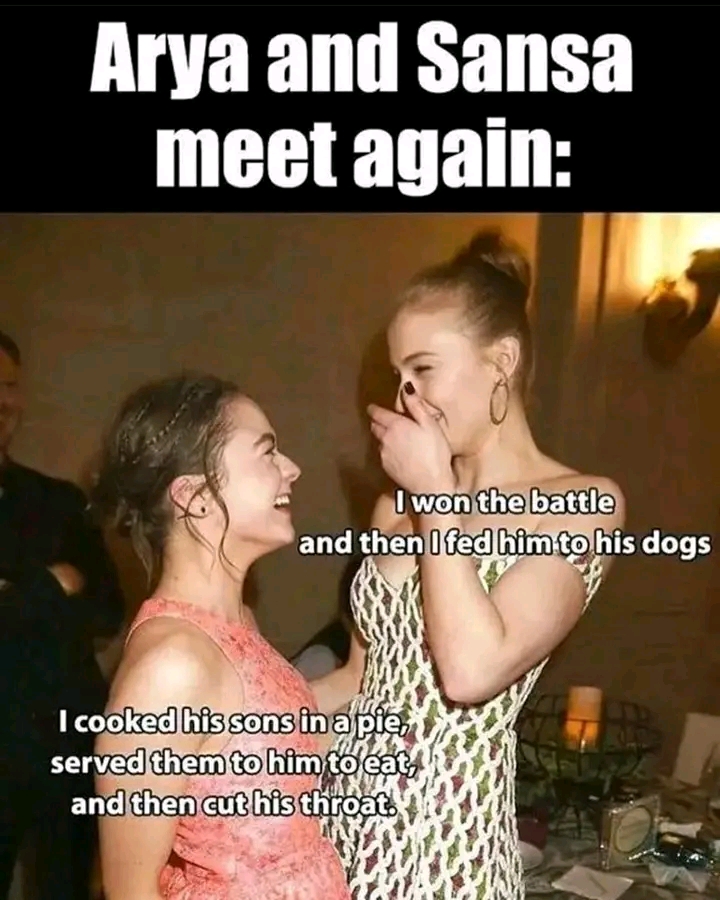 Arya and Sansa
meet again:
I won the battle
and then I fed him to his dogs
I cooked his sons in a pie,
served them to him to eat,
and then cut his throat.